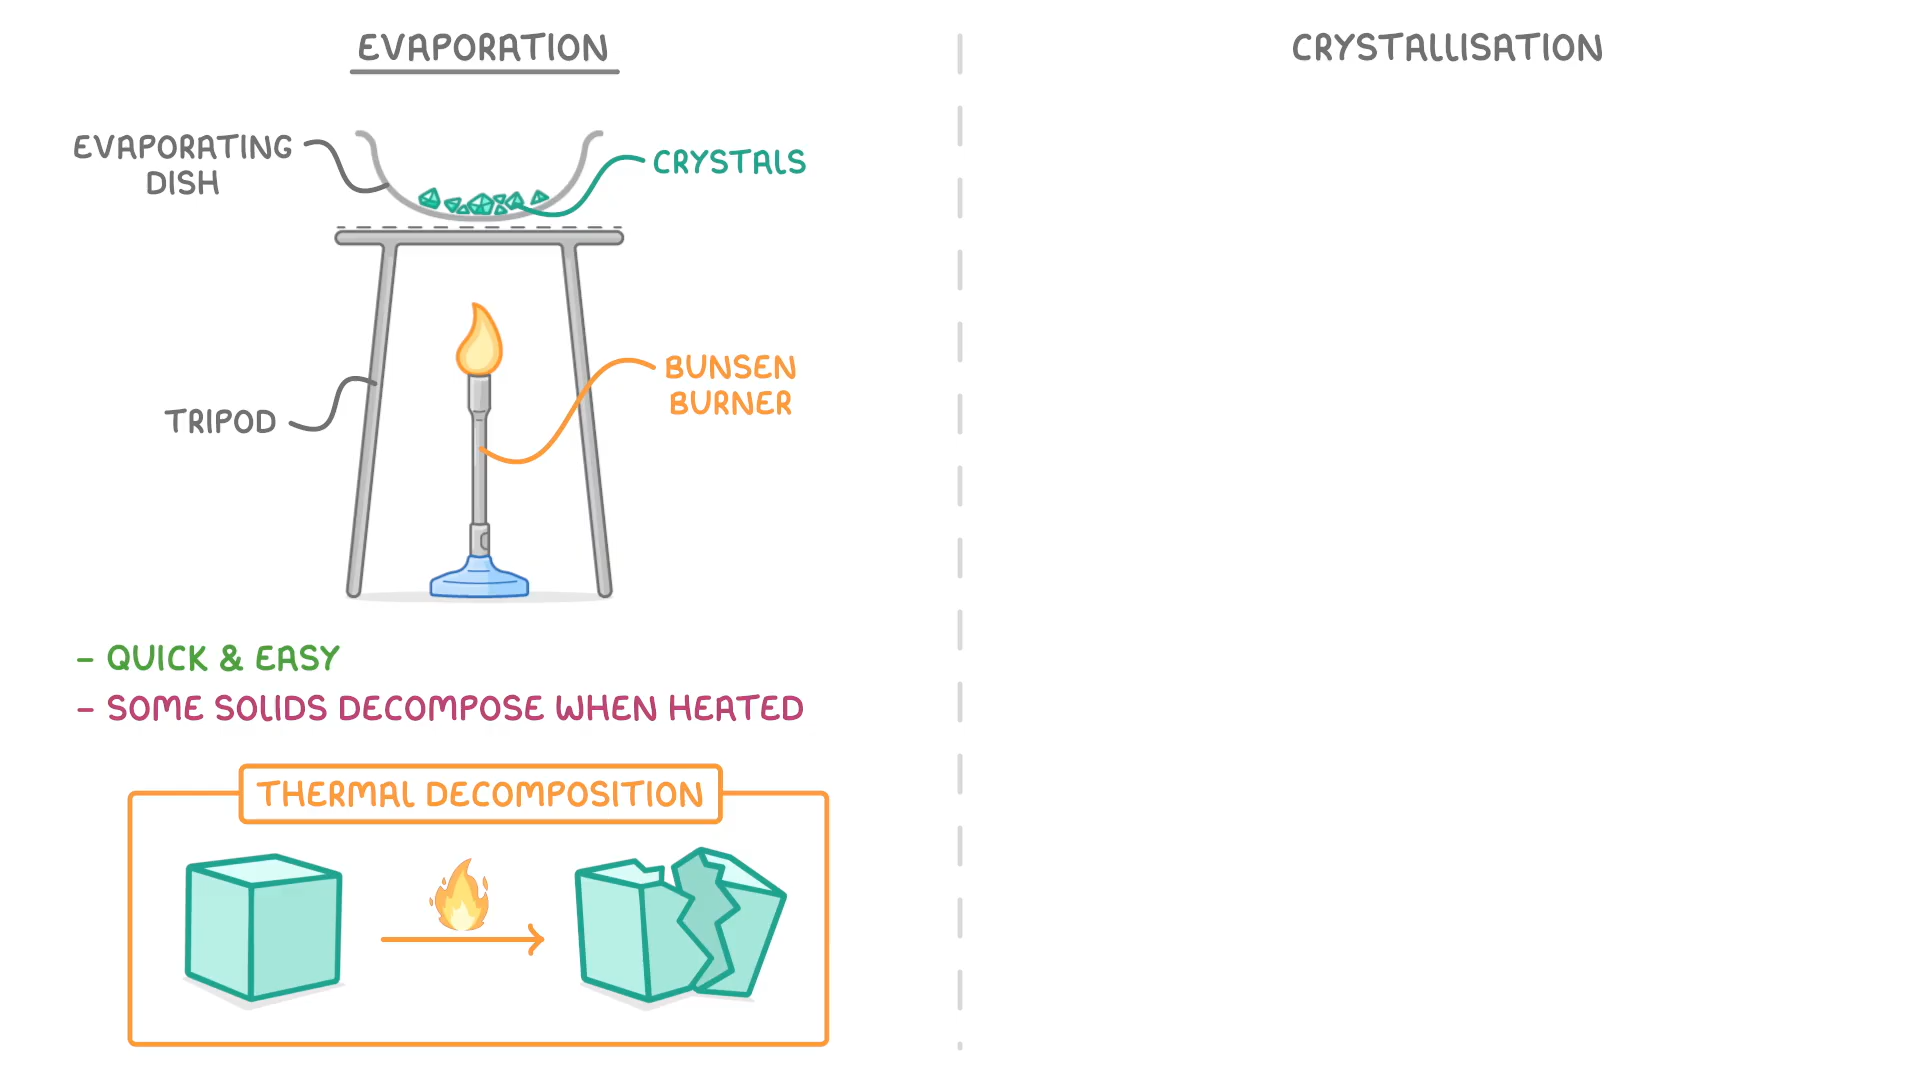 EVAPORATION
EVAPORATING
DISH
CRYSTALS
TRIPOD
BUNSEN
BURNER
- QUICK & EASY
- SOME SOLIDS DECOMPOSE WHEN HEATED
THERMAL DECOMPOSITION
CRYSTALLISATION